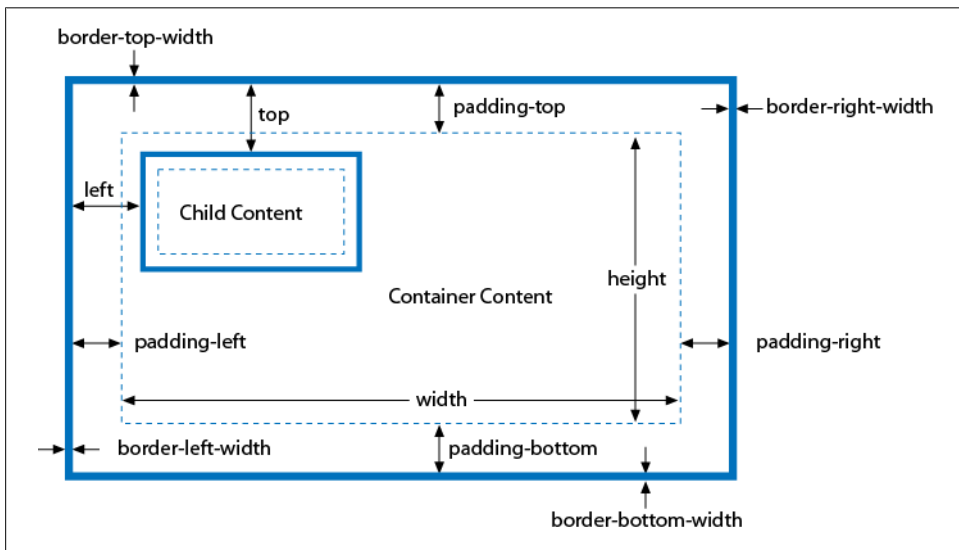 border-top-width
top
padding-top
border-right-width
left
Child Content
height
Container Content
padding-left
padding-right
width
border-left-width
padding-bottom
border-bottom-width